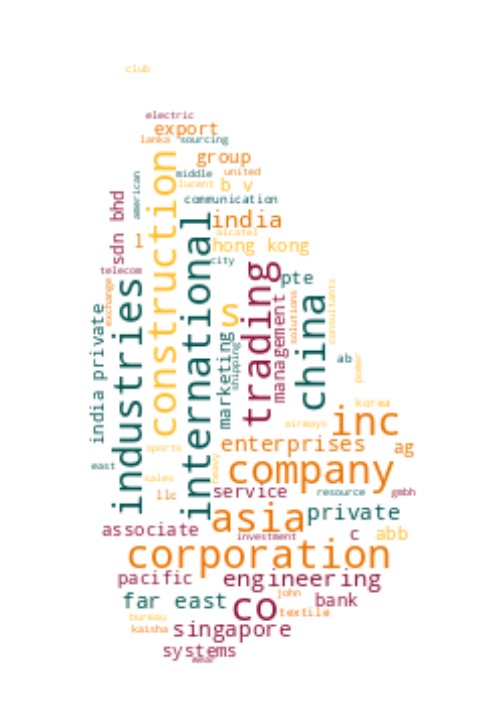 club
electric
export
lanka sourcing
group
middle united
lucent b v
american
communication
sdn bhd
construction
international
india
alcatel
l
hong kong
city
telecom
trading
pte
exchange
industries
india private
s
management
solutions
china
consultants
marketing
shipping
ab
power
korea
inc
airways
enterprises
ag
sports
east
heavy
company
sales
llc
service
resource
gmbh
asia
private
associate
investment
c
abb
corporation
pacific
engineering
far east
co
john
bank
textile
bureau
kaisha
singapore
systems
wear